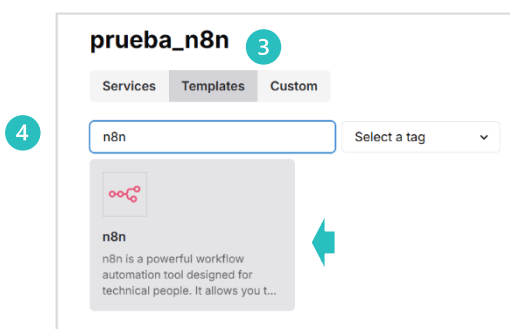 prueba_n8n
3
Services Templates Custom
4
n8n Select a tag
n8n
n8n is a powerful workflow
automation tool designed for
technical people. It allows you t...